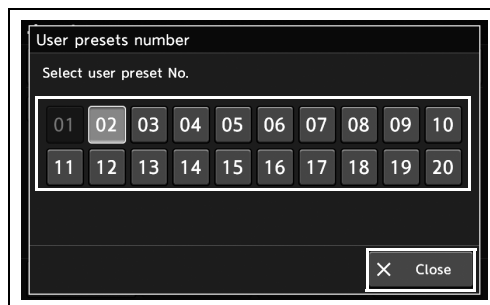 User presets number
Select user preset No.
01 02 03 04 05 06 07 08 09 10
11 12 13 14 15 16 17 18 19 20
Close